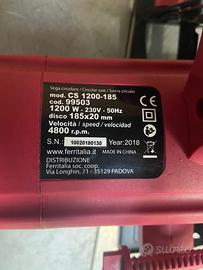 Sega circolare / Circular saw / Sierra circular
mod. CS 1200-185
cod. 99503
1200 W - 230V - 50Hz
disco 185x20 mm
Velocità / speed / velocidad
4800 r.p.m.
S.N.: 10020180130 Year: 2018
www.ferritalia.it MADE IN CHINA
DISTRIBUZIONE
Ferritalia soc. coop.
Via Longhin, 71 - 35129 PADOVA
subito